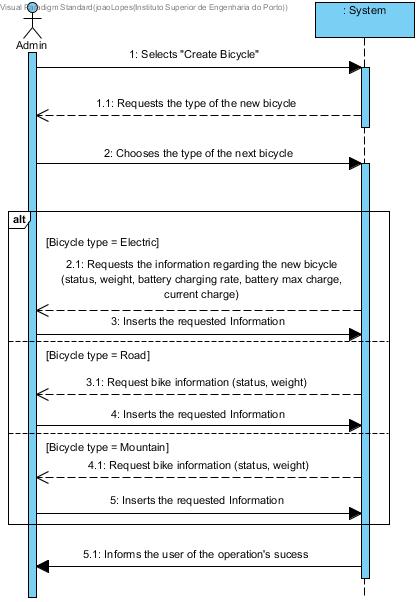 Visual Paradigm Standard(joaoLopes(Instituto Superior de Engenharia do Porto))
: System
Admin
1: Selects "Create Bicycle"
1.1: Requests the type of the new bicycle
2: Chooses the type of the next bicycle
alt
[Bicycle type = Electric]
2.1: Requests the information regarding the new bicycle
(status, weight, battery charging rate, battery max charge,
current charge)
3: Inserts the requested Information
[Bicycle type = Road]
3.1: Request bike information (status, weight)
4: Inserts the requested Information
[Bicycle type = Mountain]
4.1: Request bike information (status, weight)
5: Inserts the requested Information
5.1: Informs the user of the operation's sucess